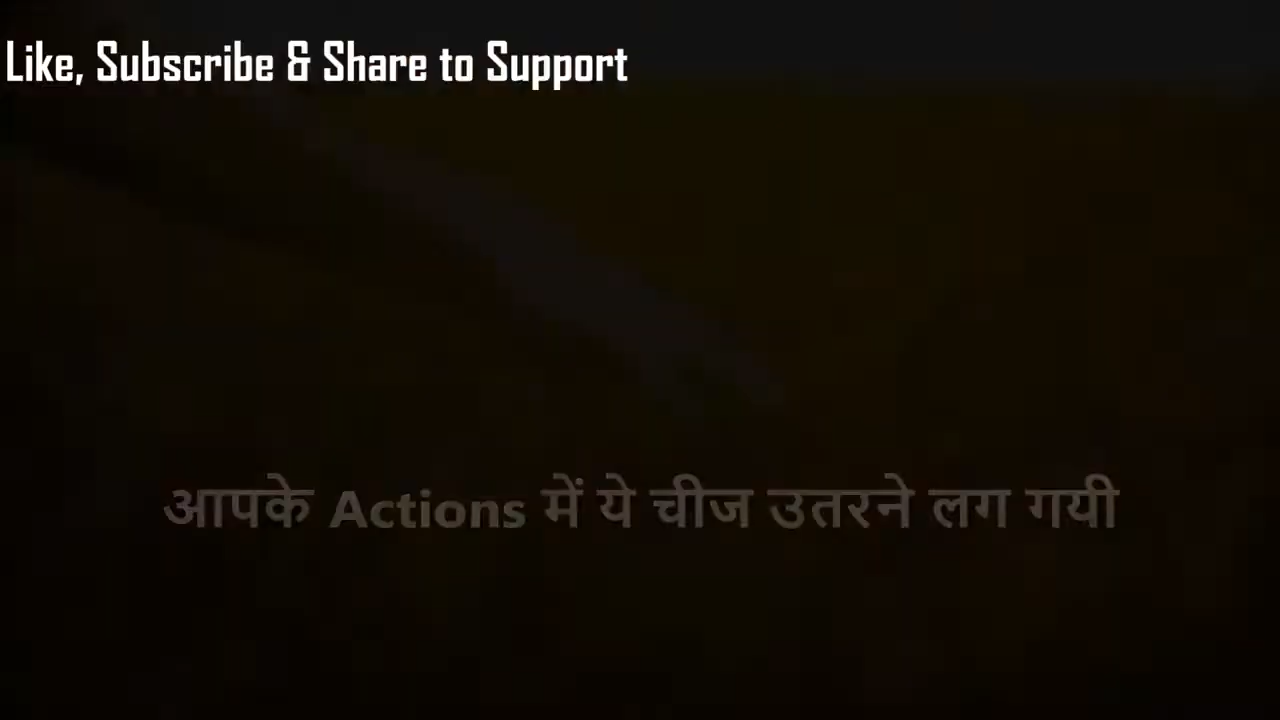 Like, Subscribe & Share to Support
आपके Actions में ये चीज उतरने लग गयी